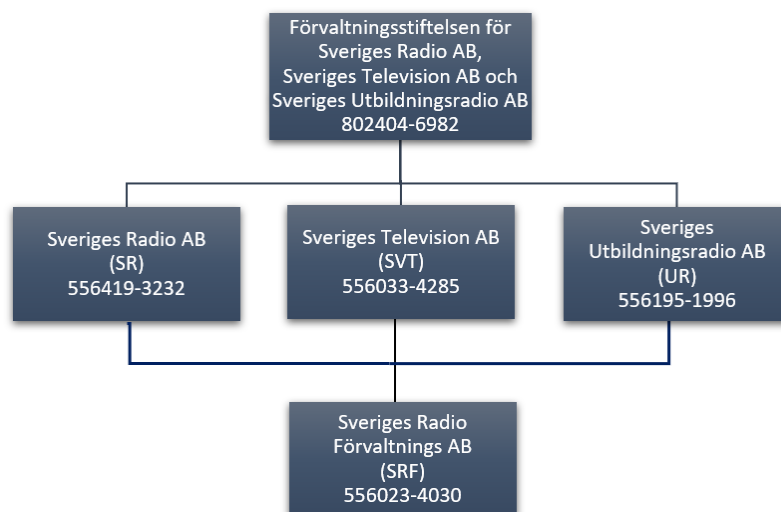 Förvaltningsstiftelsen för
Sveriges Radio AB,
Sveriges Television AB och
Sveriges Utbildningsradio AB
802404-6982
Sveriges Radio AB
(SR)
556419-3232
Sveriges Television AB
(SVT)
556033-4285
Sveriges
Utbildningsradio AB
(UR)
556195-1996
Sveriges Radio
Förvaltnings AB
(SRF)
556023-4030